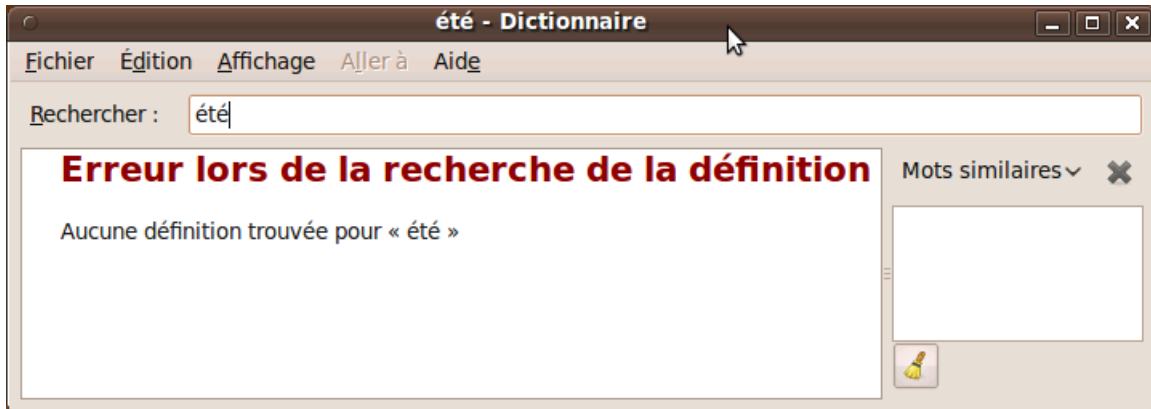 été - Dictionnaire
Fichier Édition Affichage Aller à Aide
Rechercher : été
Erreur lors de la recherche de la définition
Mots similaires
Aucune définition trouvée pour « été »